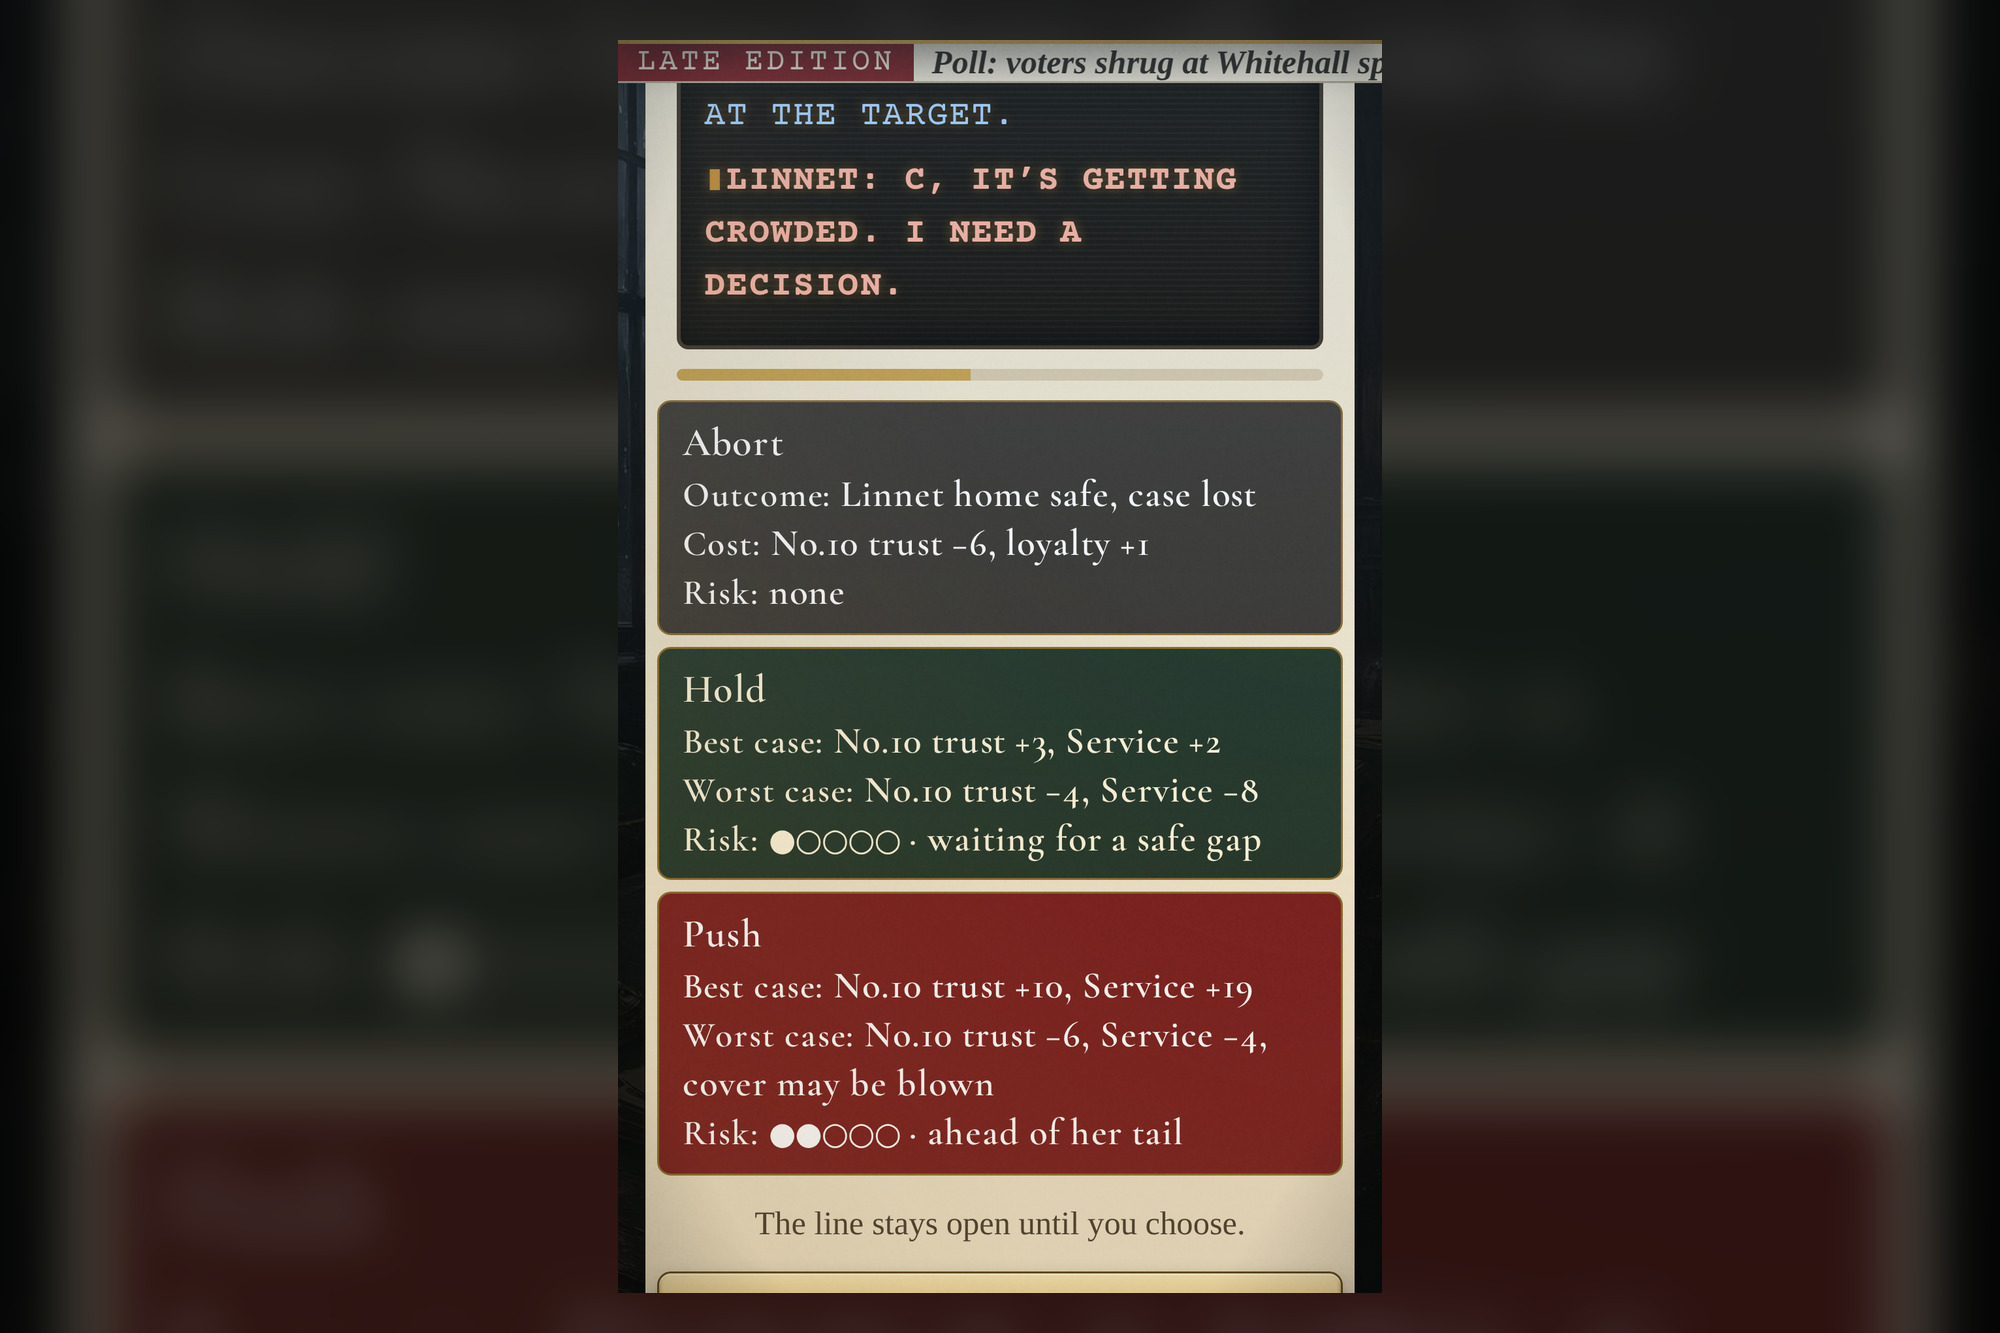 LATE EDITION Poll: voters shrug at Whitehall sp
AT THE TARGET.
LINNET: C, IT’S GETTING
CROWDED. I NEED A
DECISION.
Abort
Outcome: Linnet home safe, case lost
Cost: No.10 trust −6, loyalty +1
Risk: none
Hold
Best case: No.10 trust +3, Service +2
Worst case: No.10 trust −4, Service −8
Risk: ●○○○○ · waiting for a safe gap
Push
Best case: No.10 trust +10, Service +19
Worst case: No.10 trust −6, Service −4,
cover may be blown
Risk: ●●○○○ · ahead of her tail
The line stays open until you choose.